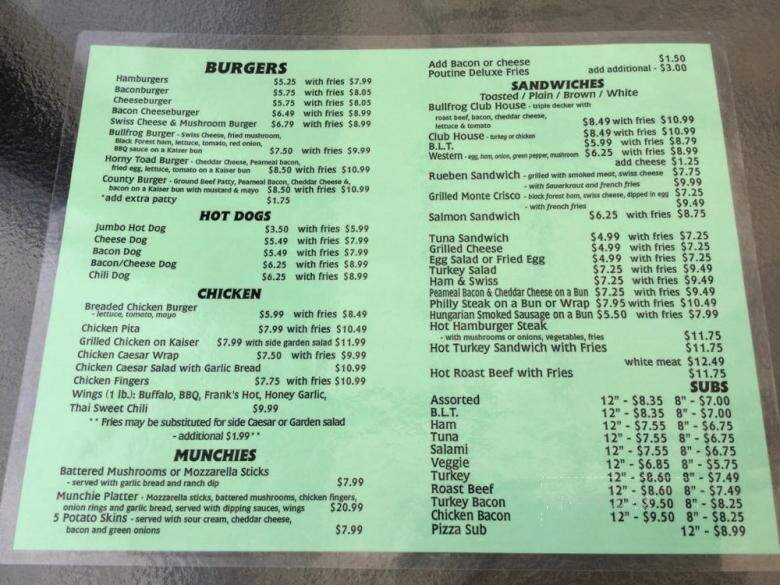 BURGERS
Hamburgers $5.25 with fries $7.99
Baconburger $5.75 with fries $8.05
Cheeseburger $5.75 with fries $8.05
Bacon Cheeseburger $6.49 with fries $8.99
Swiss Cheese & Mushroom Burger $6.79 with fries $8.99
Bullfrog Burger - Swiss Cheese, fried mushroom,
Black Forest ham, lettuce, tomato, red onion,
BBQ sauce on a Kaiser bun $7.50 with fries $9.99
Horny Toad Burger - Cheddar Cheese, Peameal bacon,
fried egg, lettuce, tomato on a Kaiser bun $8.50 with fries $10.99
County Burger - Ground Beef Patty, Peameal Bacon, Cheddar Cheese &
bacon on a Kaiser bun with mustard & mayo $8.50 with fries $10.99
*add extra patty $1.75
HOT DOGS
Jumbo Hot Dog $3.50 with fries $5.99
Cheese Dog $5.49 with fries $7.99
Bacon Dog $5.49 with fries $7.99
Bacon/Cheese Dog $6.25 with fries $8.99
Chili Dog $6.25 with fries $8.99
CHICKEN
Breaded Chicken Burger
- lettuce, tomato, mayo $5.99 with fries $8.49
Chicken Pita $7.99 with fries $10.49
Grilled Chicken on Kaiser $7.99 with side garden salad $11.99
Chicken Caesar Wrap $7.50 with fries $9.99
Chicken Caesar Salad with Garlic Bread $10.99
Chicken Fingers $7.75 with fries $10.99
Wings (1 lb.): Buffalo, BBQ, Frank's Hot, Honey Garlic,
Thai Sweet Chili $9.99
** Fries may be substituted for side Caesar or Garden salad
- additional $1.99**
MUNCHIES
Battered Mushrooms or Mozzarella Sticks
- served with garlic bread and ranch dip $7.99
Munchie Platter - Mozzarella sticks, battered mushrooms, chicken fingers,
onion rings and garlic bread, served with dipping sauces, wings $20.99
5 Potato Skins - served with sour cream, cheddar cheese,
bacon and green onions $7.99
Add Bacon or cheese $1.50
Poutine Deluxe Fries add additional - $3.00
SANDWICHES
Toasted / Plain / Brown / White
Bullfrog Club House - triple decker with
roast beef, bacon, cheddar cheese,
lettuce & tomato $8.49 with fries $10.99
Club House - turkey or chicken $8.49 with fries $10.99
B.L.T. $5.99 with fries $8.79
Western - egg, ham, onion, green pepper, mushroom $6.25 with fries $8.99
add cheese $1.25
Rueben Sandwich - grilled with smoked meat, swiss cheese $7.75
- with Sauerkraut and french fries $9.99
Grilled Monte Crisco - black forest ham, swiss cheese, dipped in egg $7.25
- with french fries $9.49
Salmon Sandwich $6.25 with fries $8.75
Tuna Sandwich $4.99 with fries $7.25
Grilled Cheese $4.99 with fries $7.25
Egg Salad or Fried Egg $4.99 with fries $7.25
Turkey Salad $7.25 with fries $9.49
Ham & Swiss $7.25 with fries $9.49
Peameal Bacon & Cheddar Cheese on a Bun $7.25 with fries $9.49
Philly Steak on a Bun or Wrap $7.95 with fries $10.49
Hungarian Smoked Sausage on a Bun $5.50 with fries $7.99
Hot Hamburger Steak
- with mushrooms or onions, vegetables, fries $11.75
Hot Turkey Sandwich with Fries $11.75
white meat $12.49
Hot Roast Beef with Fries $11.75
SUBS
Assorted 12" - $8.35 8" - $7.00
B.L.T. 12" - $8.35 8" - $7.00
Ham 12" - $7.55 8" - $6.75
Tuna 12" - $7.55 8" - $6.75
Salami 12" - $7.55 8" - $6.75
Veggie 12" - $6.85 8" - $5.75
Turkey 12" - $8.60 8" - $7.49
Roast Beef 12" - $8.60 8" - $7.49
Turkey Bacon 12" - $9.50 8" - $8.25
Chicken Bacon 12" - $9.50 8" - $8.25
Pizza Sub 12" - $8.99